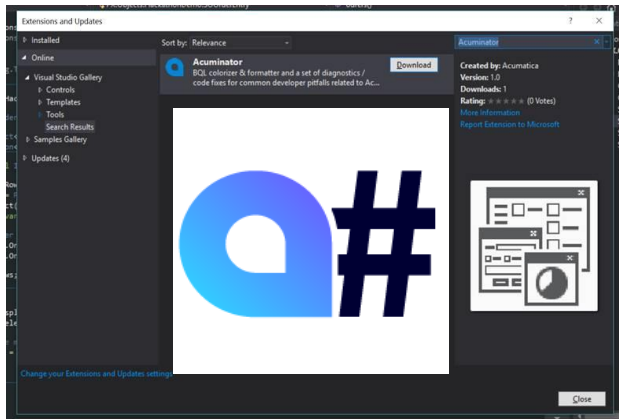 Extensions and Updates
? ×
Installed
Online
Visual Studio Gallery
Controls
Templates
Tools
Search Results
Samples Gallery
Updates (4)
Sort by: Relevance
Acuminator
BQL colorizer & formatter and a set of diagnostics /
code fixes for common developer pitfalls related to Ac...
Download
Acuminator
Created by: Acumatica
Version: 1.0
Downloads: 1
Rating: ★★★★★ (0 Votes)
More Information
Report Extension to Microsoft
a#
Change your Extensions and Updates settings
Close